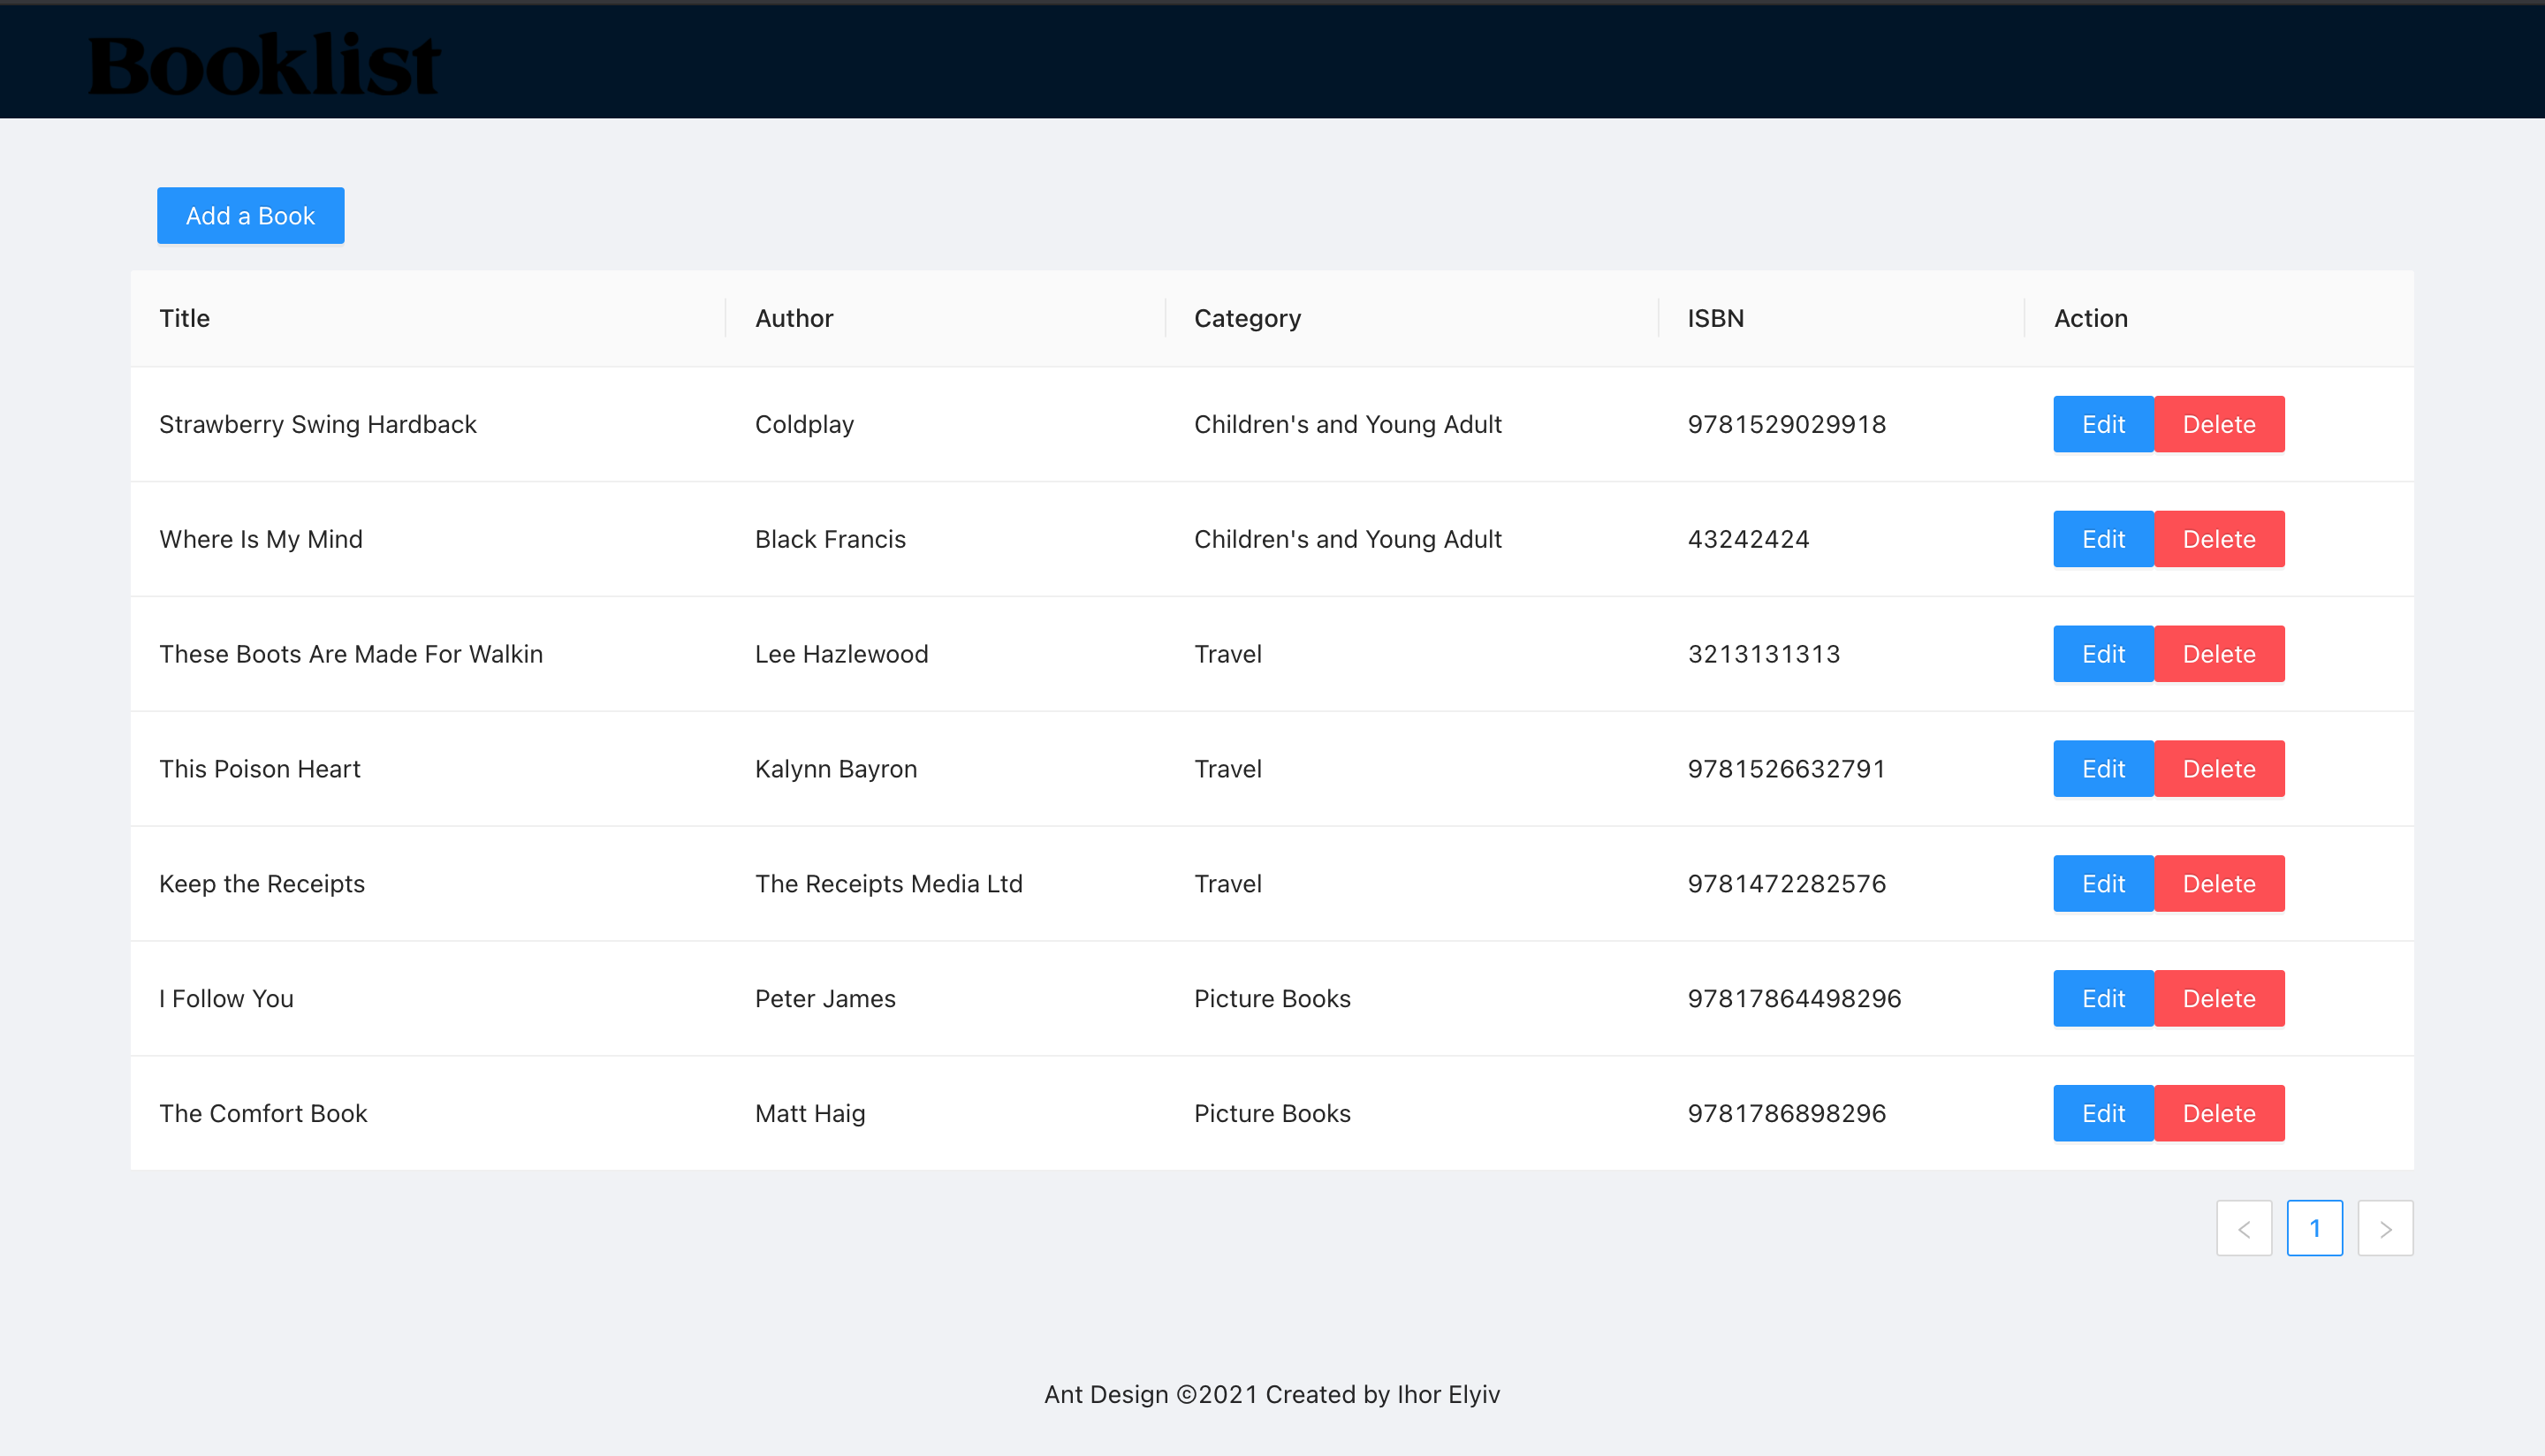 Booklist
Add a Book
Title Author Category ISBN Action
Strawberry Swing Hardback Coldplay Children's and Young Adult 9781529029918 Edit Delete
Where Is My Mind Black Francis Children's and Young Adult 43242424 Edit Delete
These Boots Are Made For Walkin Lee Hazlewood Travel 3213131313 Edit Delete
This Poison Heart Kalynn Bayron Travel 9781526632791 Edit Delete
Keep the Receipts The Receipts Media Ltd Travel 9781472282576 Edit Delete
I Follow You Peter James Picture Books 97817864498296 Edit Delete
The Comfort Book Matt Haig Picture Books 9781786898296 Edit Delete
< 1 >
Ant Design ©2021 Created by Ihor Elyiv